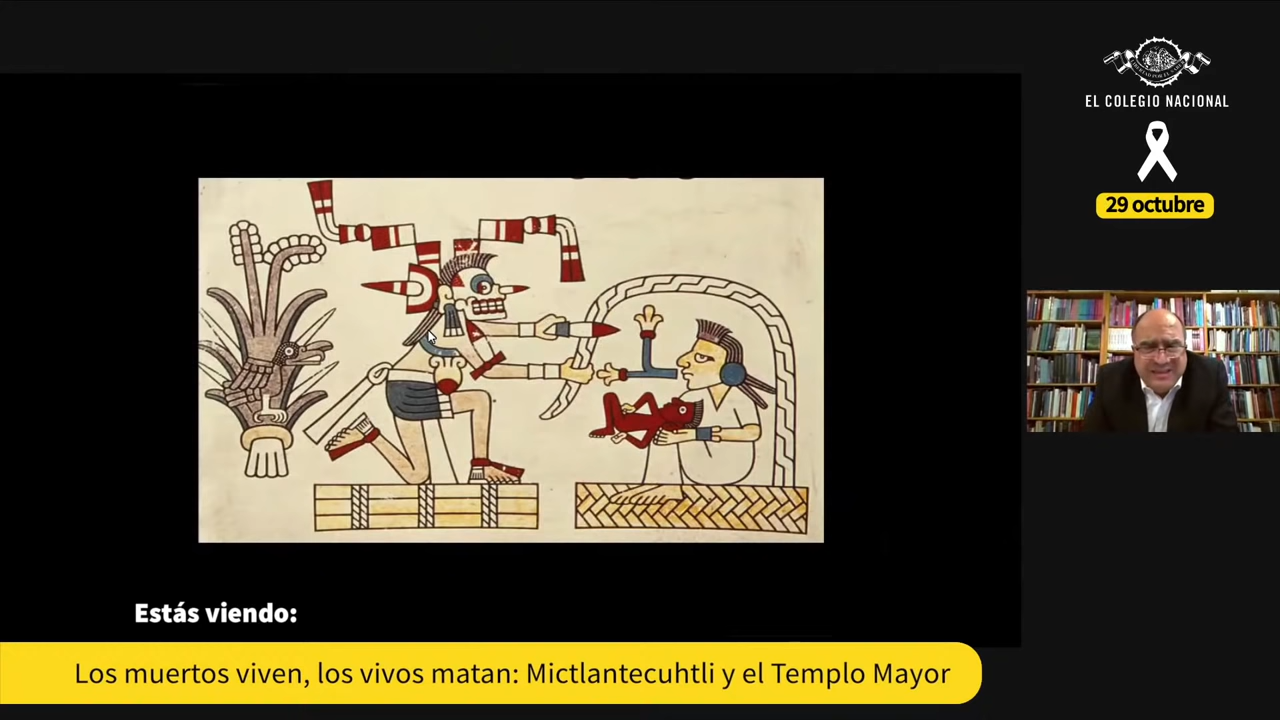 EL COLEGIO NACIONAL
29 octubre
Estás viendo:
Los muertos viven, los vivos matan: Mictlantecuhtli y el Templo Mayor